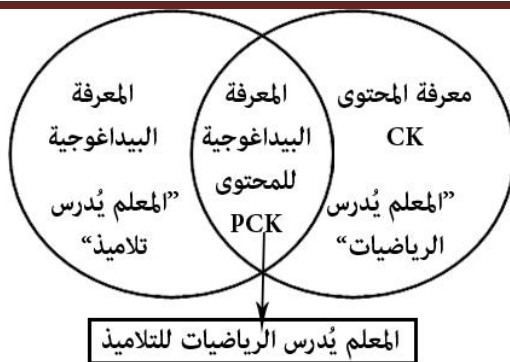 معرفة المحتوى
CK
”المعلم يُدرس
الرياضيات“
المعرفة
البيداغوجية
للمحتوى
PCK
المعرفة
البيداغوجية
”المعلم يُدرس
تلاميذ“
المعلم يُدرس الرياضيات للتلاميذ